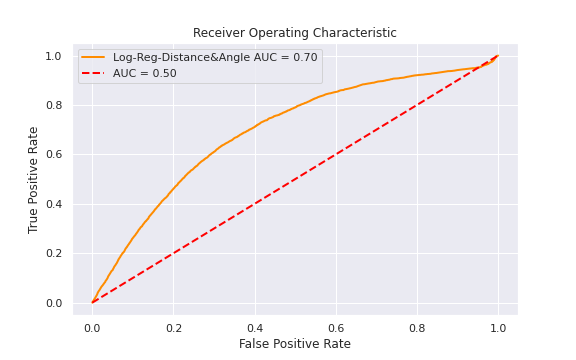 Receiver Operating Characteristic
Log-Reg-Distance&Angle AUC = 0.70
AUC = 0.50
True Positive Rate
1.0
0.8
0.6
0.4
0.2
0.0
0.0 0.2 0.4 0.6 0.8 1.0
False Positive Rate